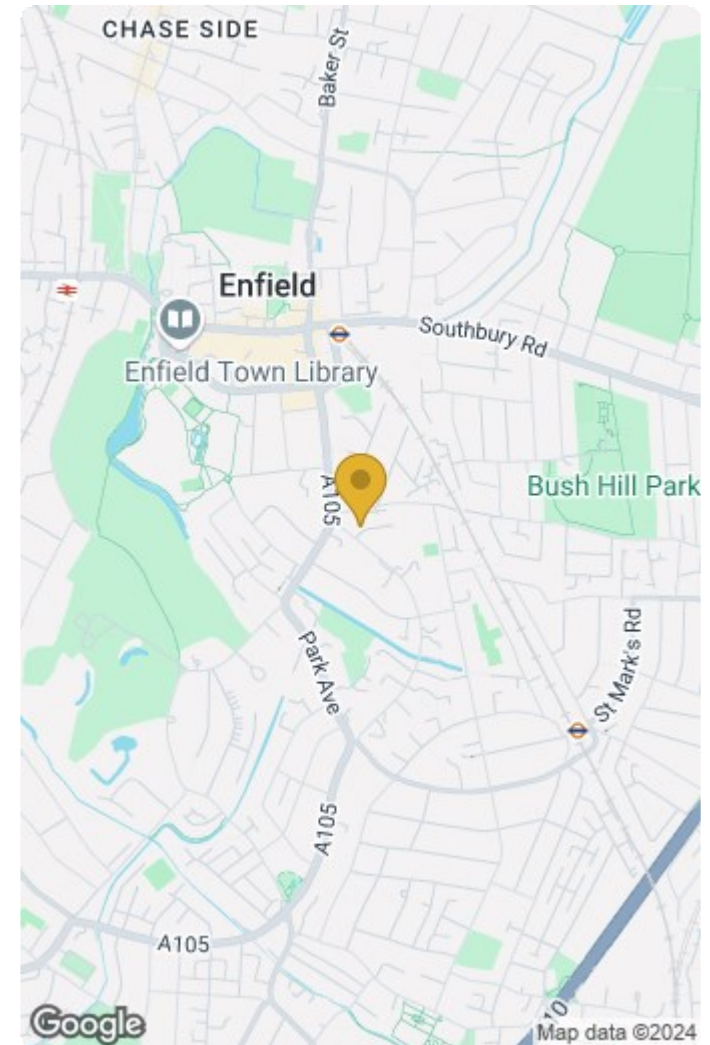 CHASE SIDE
Baker St
Enfield
Southbury Rd
Enfield Town Library
A105
Bush Hill Park
Park Ave
St Mark's Rd
A105
A105
10
Google
Map data ©2024